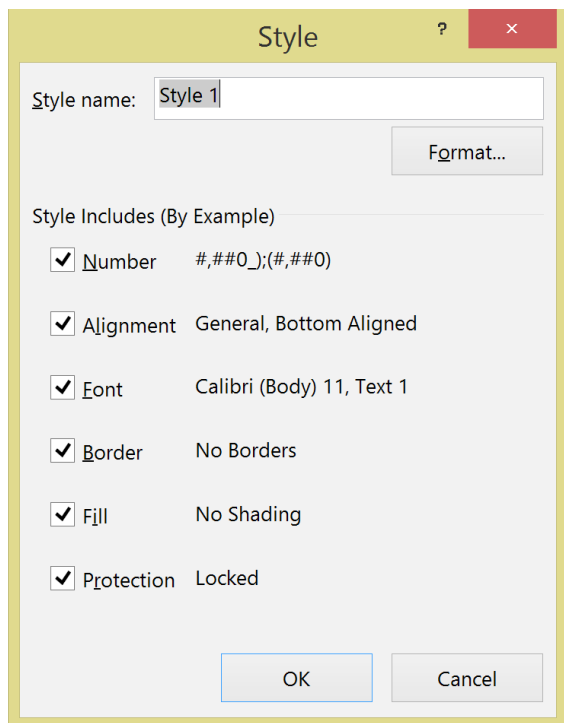 Style
?
Style name: Style 1
Format...
Style Includes (By Example)
Number #,##0_);(#,##0)
Alignment General, Bottom Aligned
Font Calibri (Body) 11, Text 1
Border No Borders
Fill No Shading
Protection Locked
OK Cancel